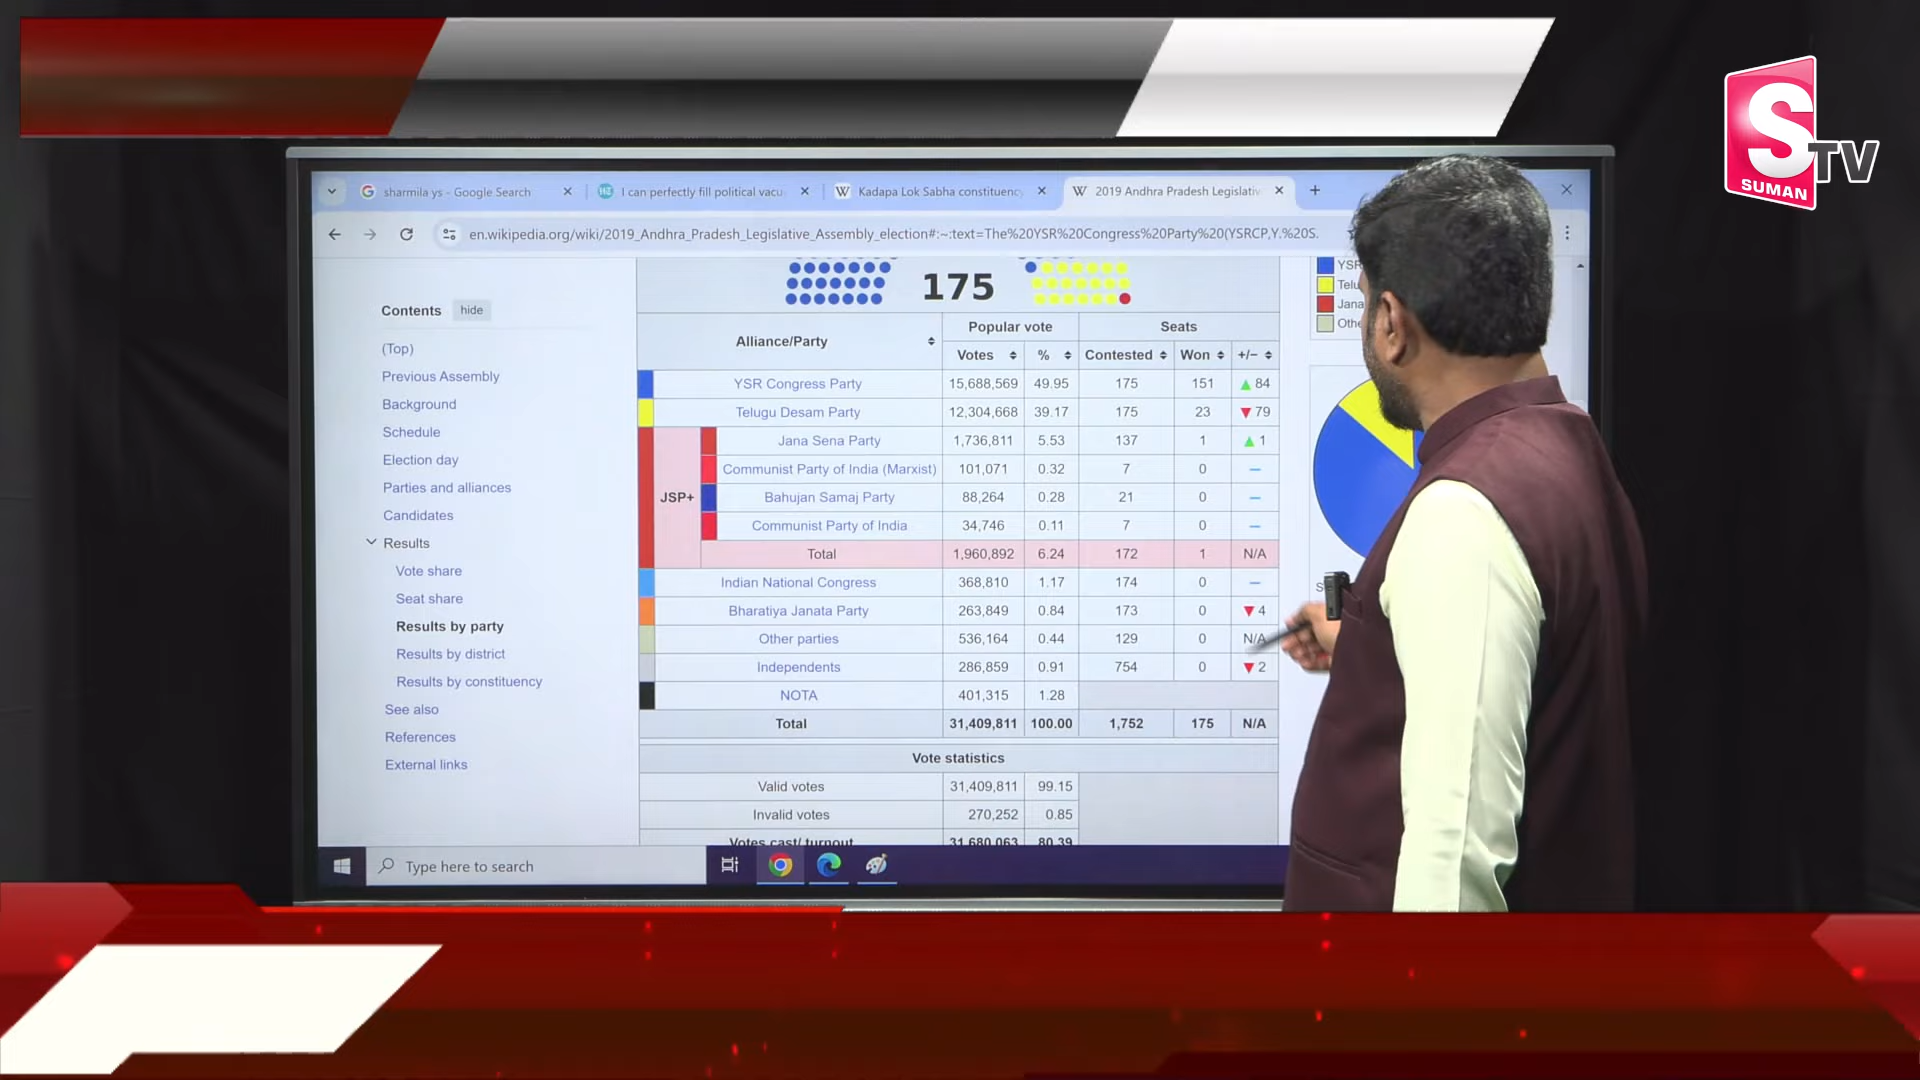 S
SUMAN TV
sharmila ys - Google Search
I can perfectly fill political vacu
Kadapa Lok Sabha constituency
2019 Andhra Pradesh Legislativ
en.wikipedia.org/wiki/2019_Andhra_Pradesh_Legislative_Assembly_election#:~:text=The%20YSR%20Congress%20Party%20(YSRCP,Y.%20S.
Contents hide
(Top)
Previous Assembly
Background
Schedule
Election day
Parties and alliances
Candidates
Results
Vote share
Seat share
Results by party
Results by district
Results by constituency
See also
References
External links
175
Alliance/Party Popular vote Seats
Votes % Contested Won +/−
YSR Congress Party 15,688,569 49.95 175 151 ▲ 84
Telugu Desam Party 12,304,668 39.17 175 23 ▼ 79
JSP+
Jana Sena Party 1,736,811 5.53 137 1 ▲ 1
Communist Party of India (Marxist) 101,071 0.32 7 0 –
Bahujan Samaj Party 88,264 0.28 21 0 –
Communist Party of India 34,746 0.11 7 0 –
Total 1,960,892 6.24 172 1 N/A
Indian National Congress 368,810 1.17 174 0 –
Bharatiya Janata Party 263,849 0.84 173 0 ▼ 4
Other parties 536,164 0.44 129 0 N/A
Independents 286,859 0.91 754 0 ▼ 2
NOTA 401,315 1.28
Total 31,409,811 100.00 1,752 175 N/A
Vote statistics
Valid votes 31,409,811 99.15
Invalid votes 270,252 0.85
Votes cast/ turnout 31,680,063 80.39
YSR
Telu
Jana
Othe
Type here to search